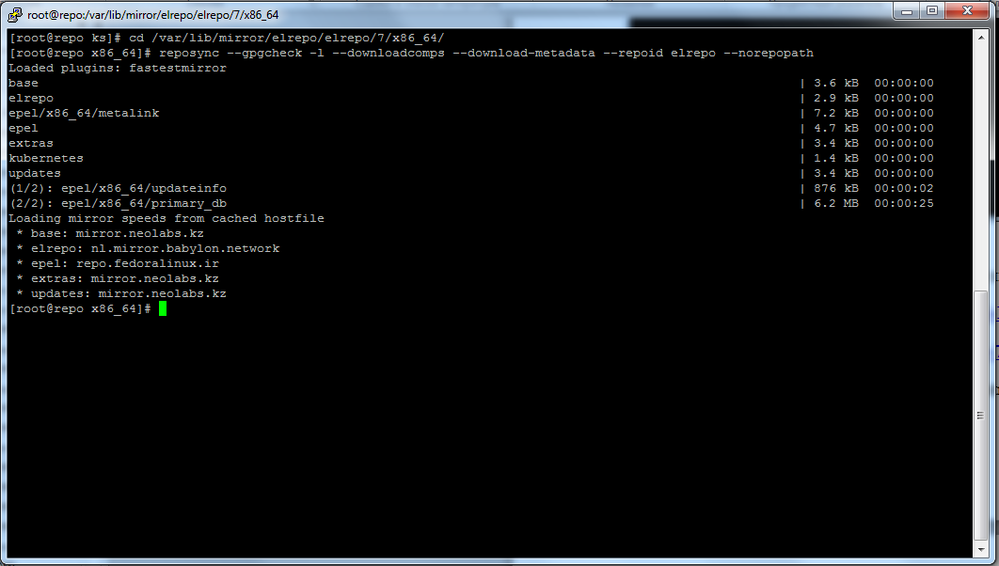 root@repo:/var/lib/mirror/elrepo/elrepo/7/x86_64
[root@repo ks]# cd /var/lib/mirror/elrepo/elrepo/7/x86_64/
[root@repo x86_64]# reposync --gpgcheck -l --downloadcomps --download-metadata --repoid elrepo --norepopath
Loaded plugins: fastestmirror
base | 3.6 kB 00:00:00
elrepo | 2.9 kB 00:00:00
epel/x86_64/metalink | 7.2 kB 00:00:00
epel | 4.7 kB 00:00:00
extras | 3.4 kB 00:00:00
kubernetes | 1.4 kB 00:00:00
updates | 3.4 kB 00:00:00
(1/2): epel/x86_64/updateinfo | 876 kB 00:00:02
(2/2): epel/x86_64/primary_db | 6.2 MB 00:00:25
Loading mirror speeds from cached hostfile
 * base: mirror.neolabs.kz
 * elrepo: nl.mirror.babylon.network
 * epel: repo.fedoralinux.ir
 * extras: mirror.neolabs.kz
 * updates: mirror.neolabs.kz
[root@repo x86_64]#